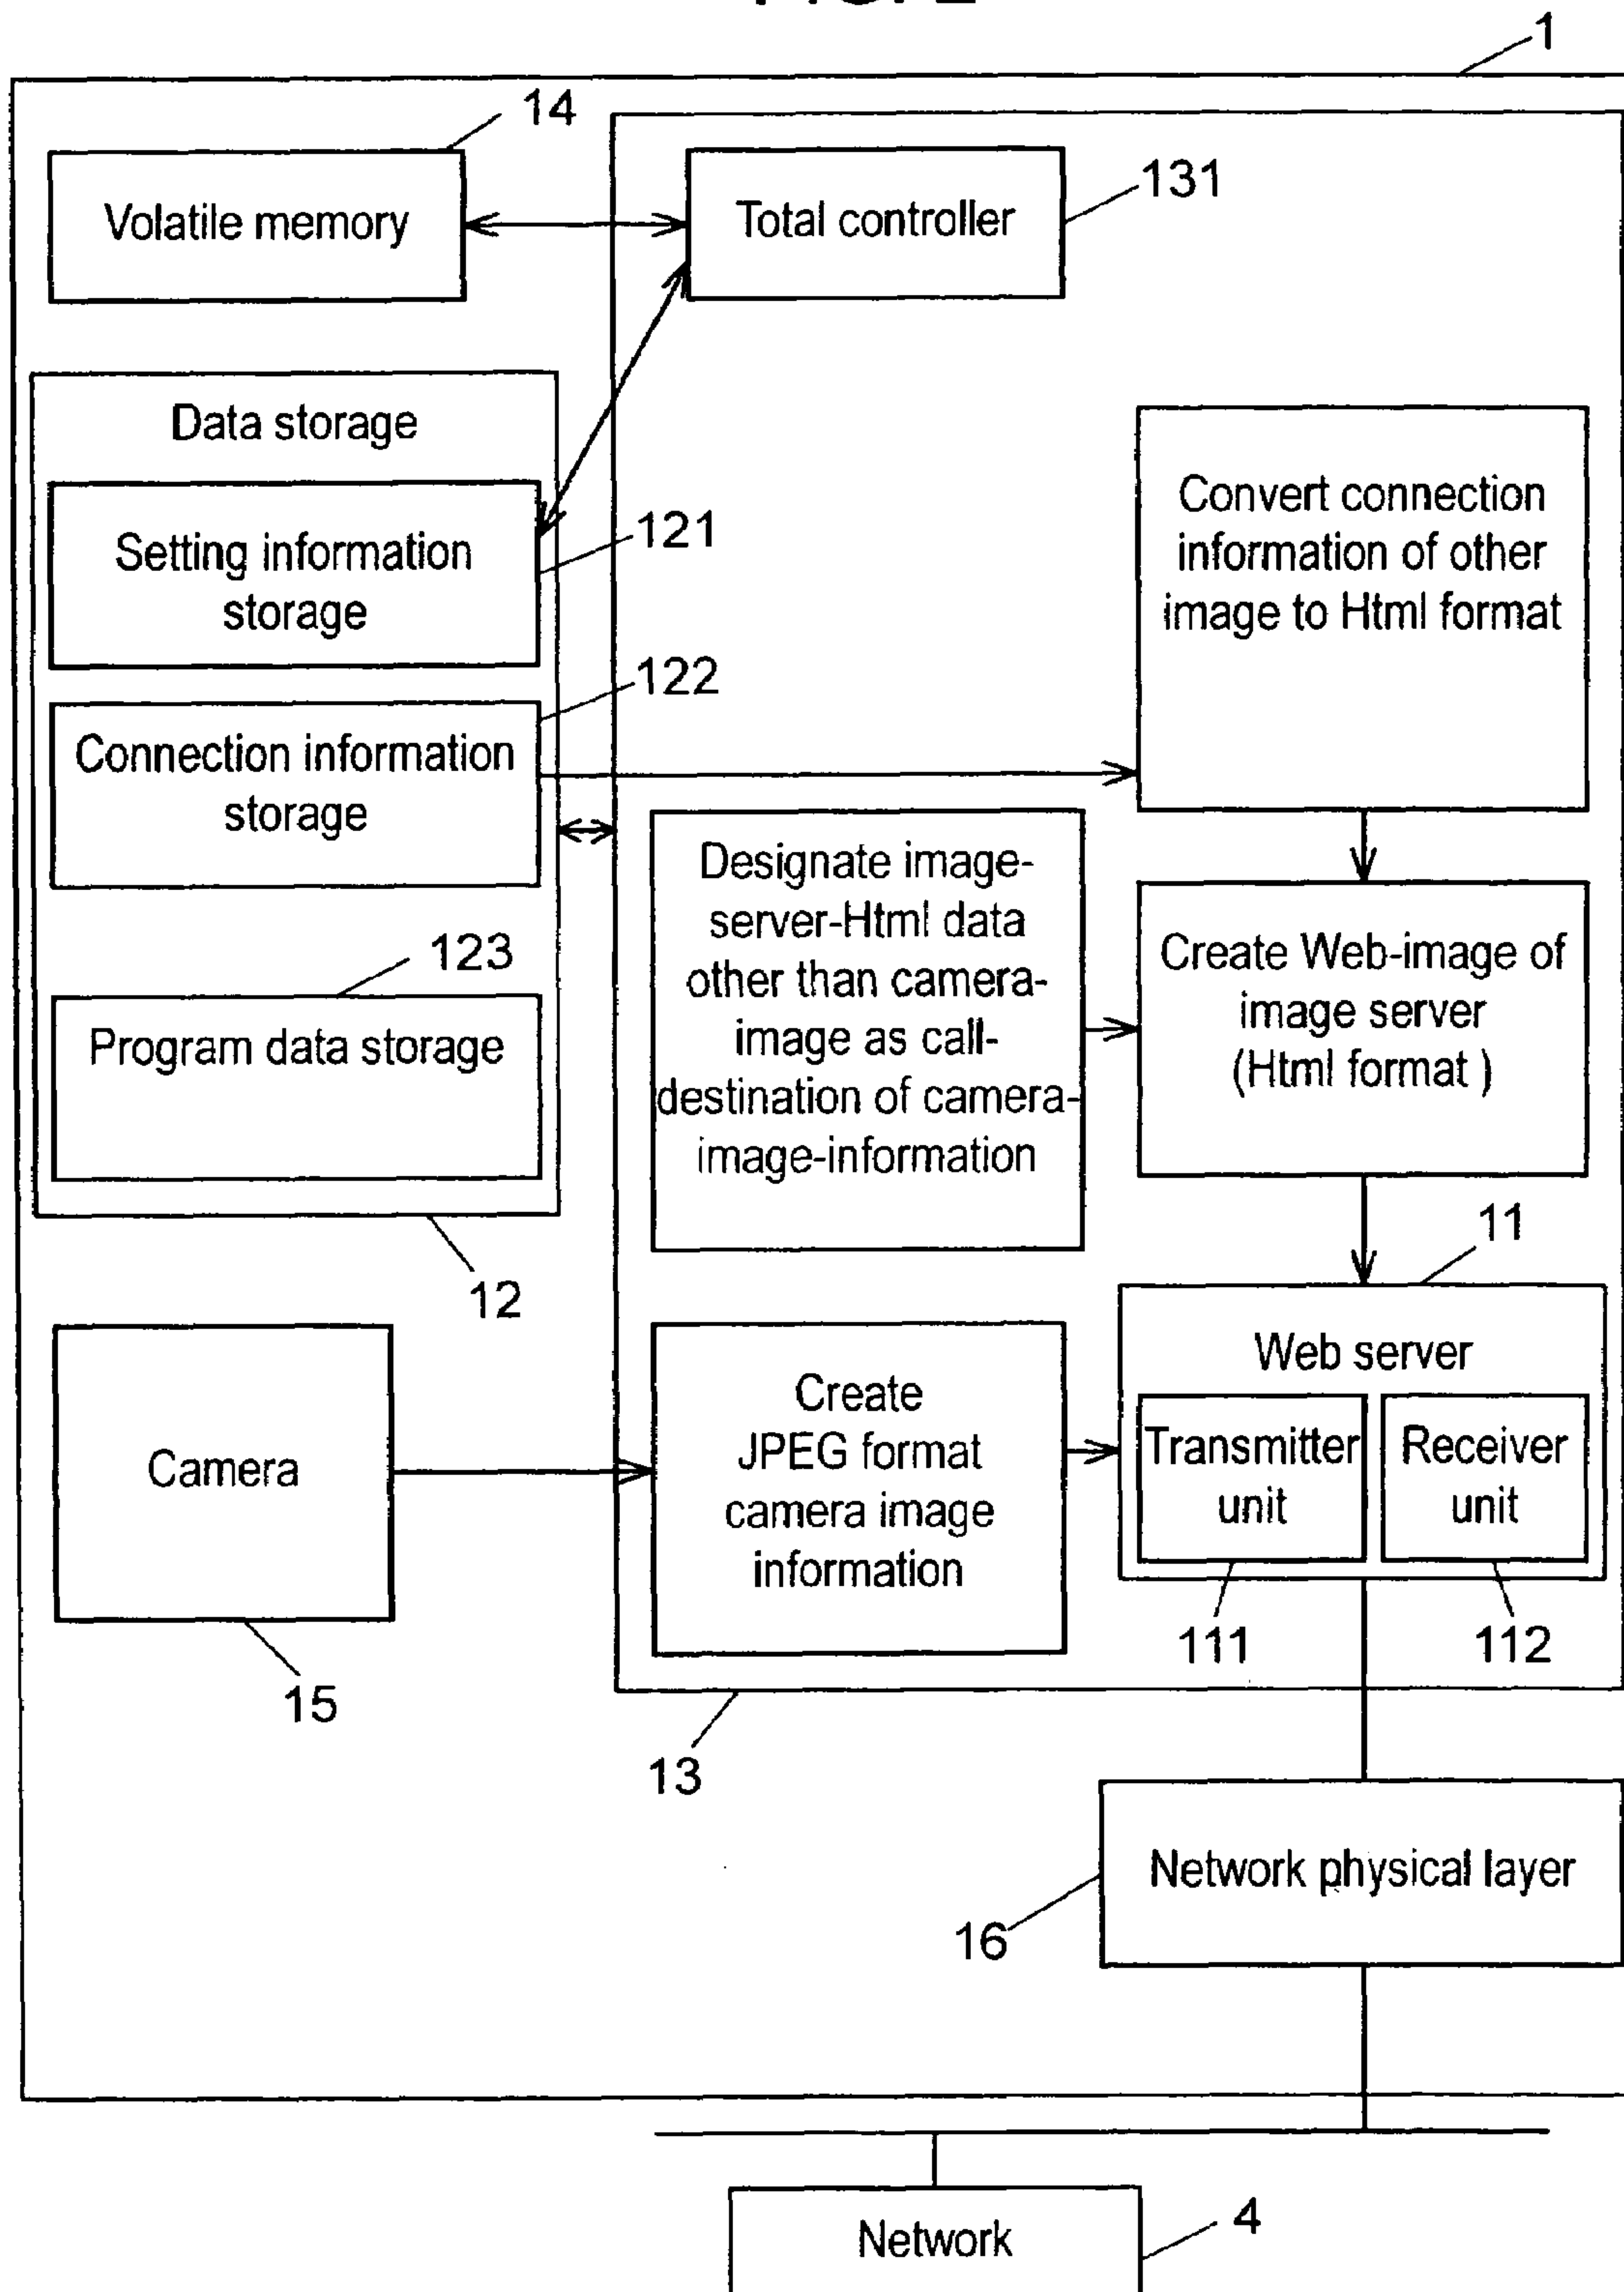 1
14
Volatile memory
Total controller
131
Data storage
Setting information
storage
121
Connection information
storage
122
123
Program data storage
12
Convert connection
information of other
image to Html format
Designate image-
server-Html data
other than camera-
image as call-
destination of camera-
image-information
Create Web-image of
image server
(Html format )
11
Web server
Transmitter
unit
Receiver
unit
111
112
Camera
15
Create
JPEG format
camera image
information
13
Network physical layer
16
Network
4